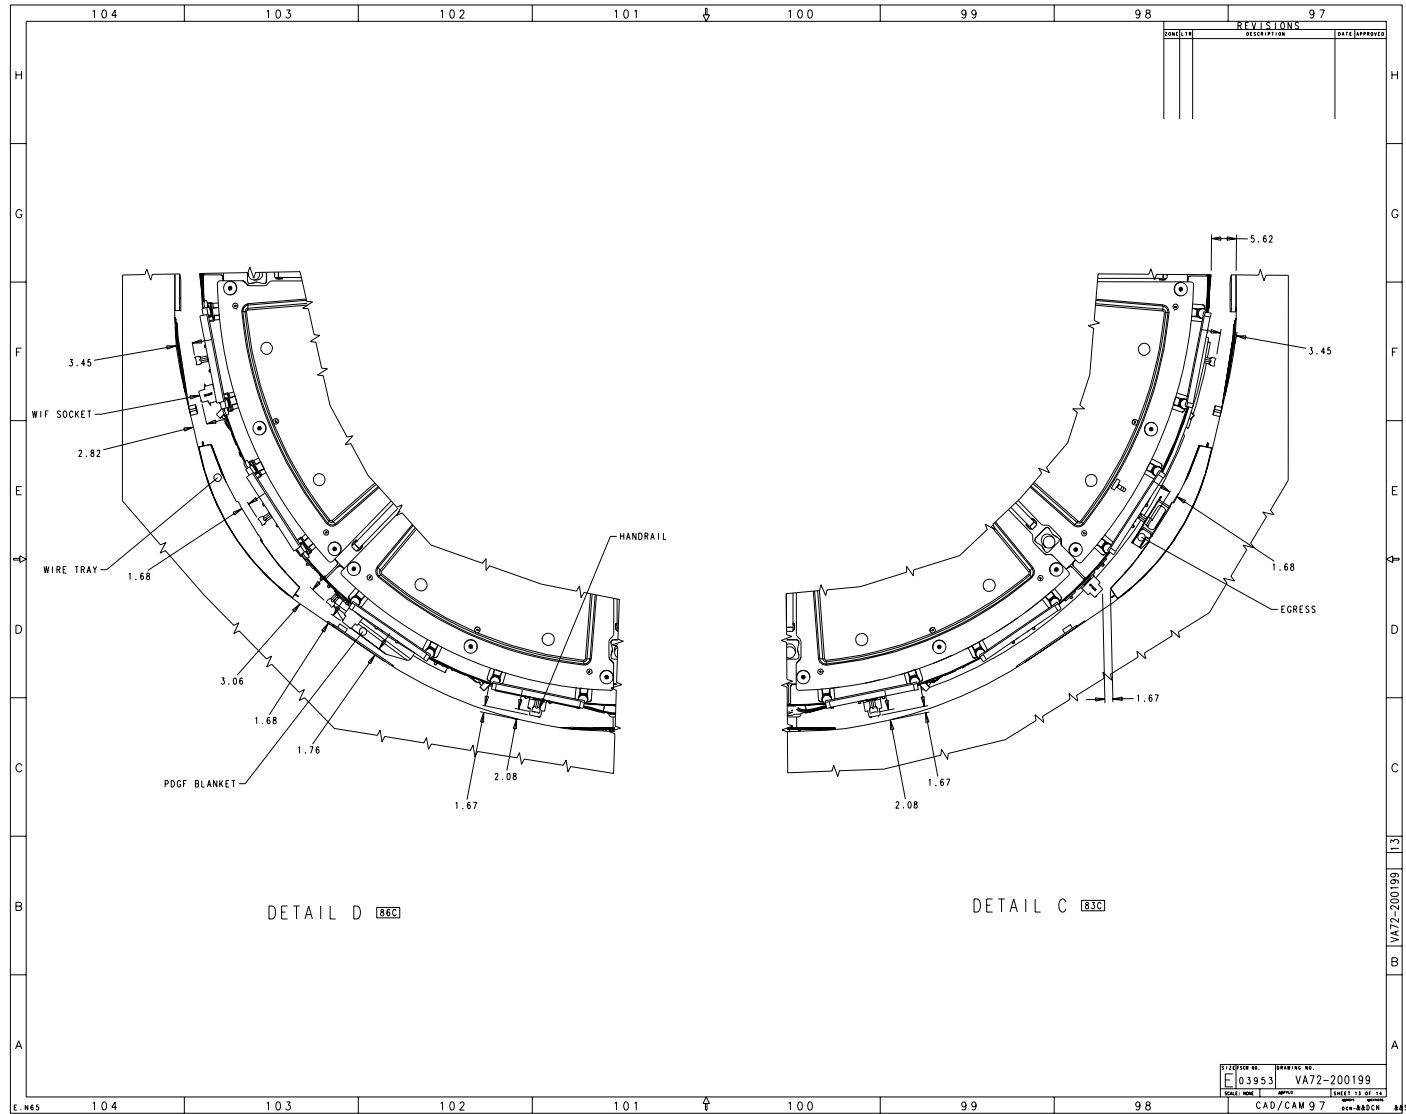 104 103 102 101 100 99 98 97
REVISIONS
ZONE LTR DESCRIPTION DATE APPROVED
H H
G G
5.62
F F
3.45
3.45
WIF SOCKET
2.82
E E
HANDRAIL
WIRE TRAY
1.68
1.68
EGRESS
D D
3.06
1.67
1.68
1.76
C C
2.08
PDGF BLANKET
1.67
1.67
2.08
13
VA72-200199
B
B
DETAIL D 86C
DETAIL C 83C
A A
SIZE FSCM NO. DRAWING NO.
E 03953 VA72-200199
SCALE: NONE SHEET 13 OF 14
E.N65 104 103 102 101 100 99 98 CAD/CAM 97